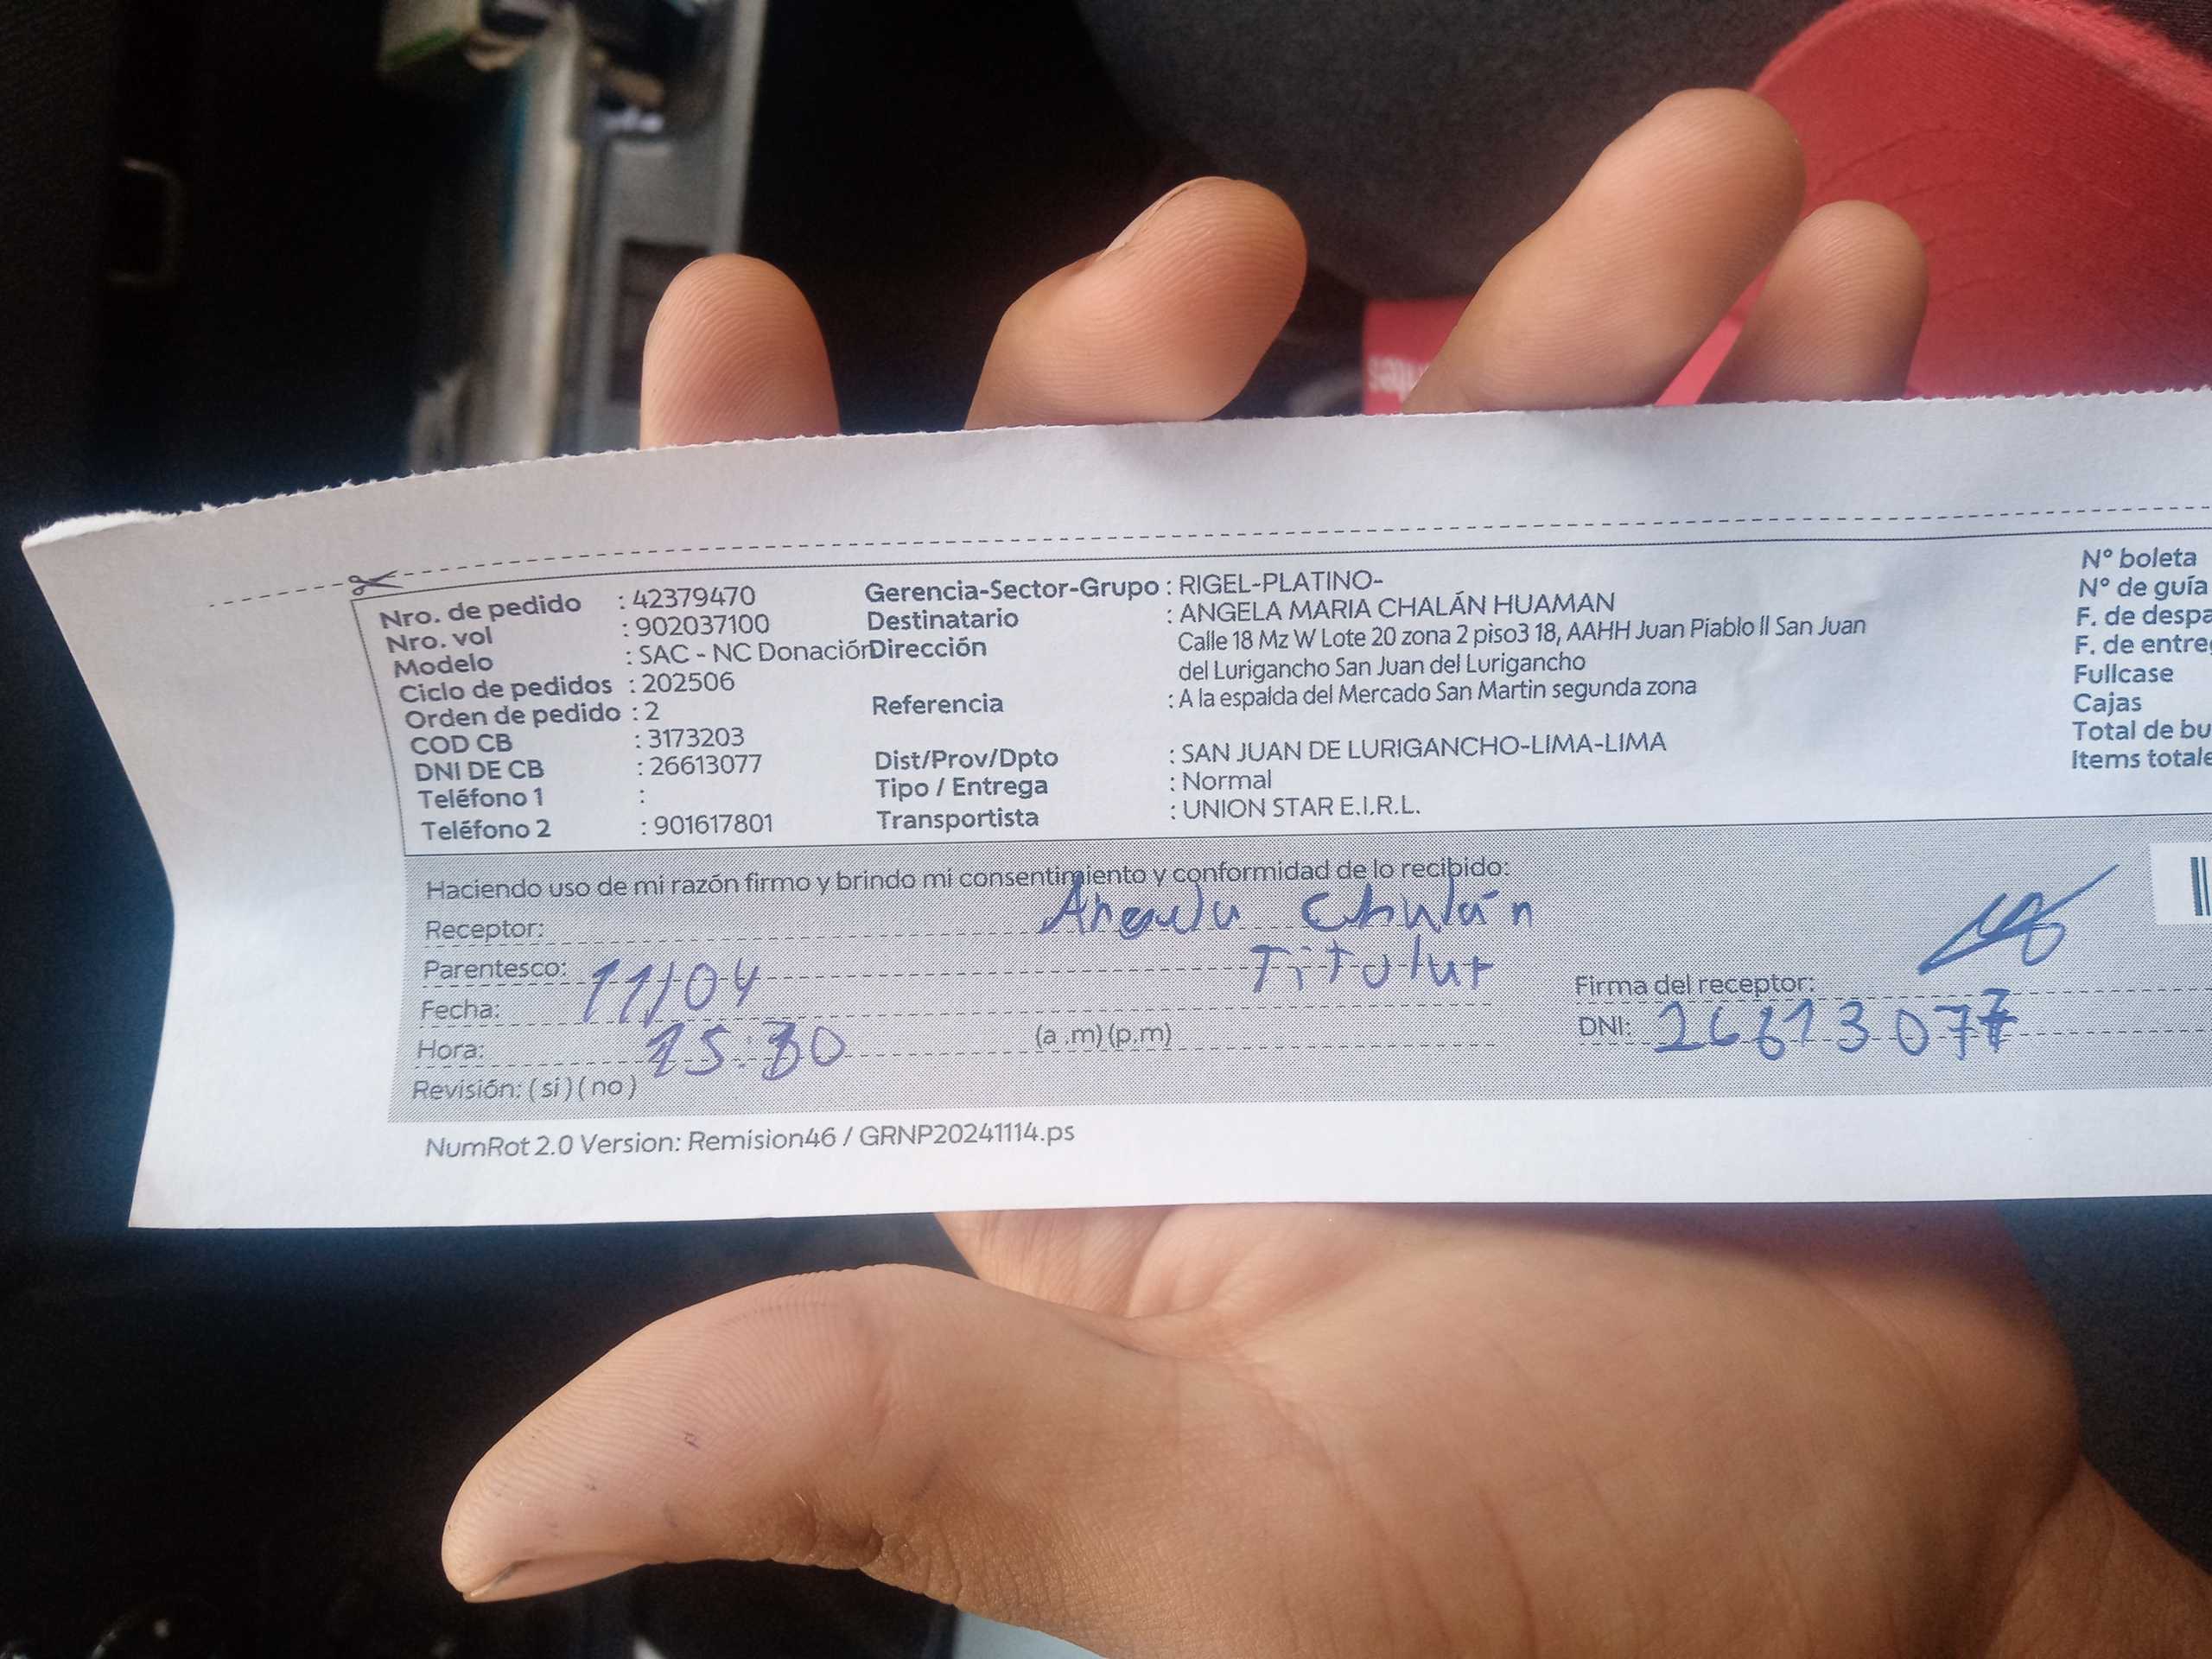 Nro. de pedido : 42379470
Nro. vol : 902037100
Modelo : SAC - NC Donación
Ciclo de pedidos : 202506
Orden de pedido : 2
COD CB : 3173203
DNI DE CB : 26613077
Teléfono 1 :
Teléfono 2 : 901617801
Gerencia-Sector-Grupo : RIGEL-PLATINO-
Destinatario : ANGELA MARIA CHALÁN HUAMAN
Dirección Calle 18 Mz W Lote 20 zona 2 piso3 18, AAHH Juan Piablo II San Juan
del Lurigancho San Juan del Lurigancho
Referencia : A la espalda del Mercado San Martin segunda zona
Dist/Prov/Dpto : SAN JUAN DE LURIGANCHO-LIMA-LIMA
Tipo / Entrega : Normal
Transportista : UNION STAR E.I.R.L.
N° boleta
N° de guía
F. de despa
F. de entre
Fullcase
Cajas
Total de bu
Items totale
Haciendo uso de mi razón firmo y brindo mi consentimiento y conformidad de lo recibido:
Receptor: Angela Chalán
Parentesco: Titular
Fecha: 11/04
Hora: 15:30 (a .m) (p.m)
Revisión: ( si ) ( no )
Firma del receptor:
DNI: 26613077
NumRot 2.0 Version: Remision46 / GRNP20241114.ps